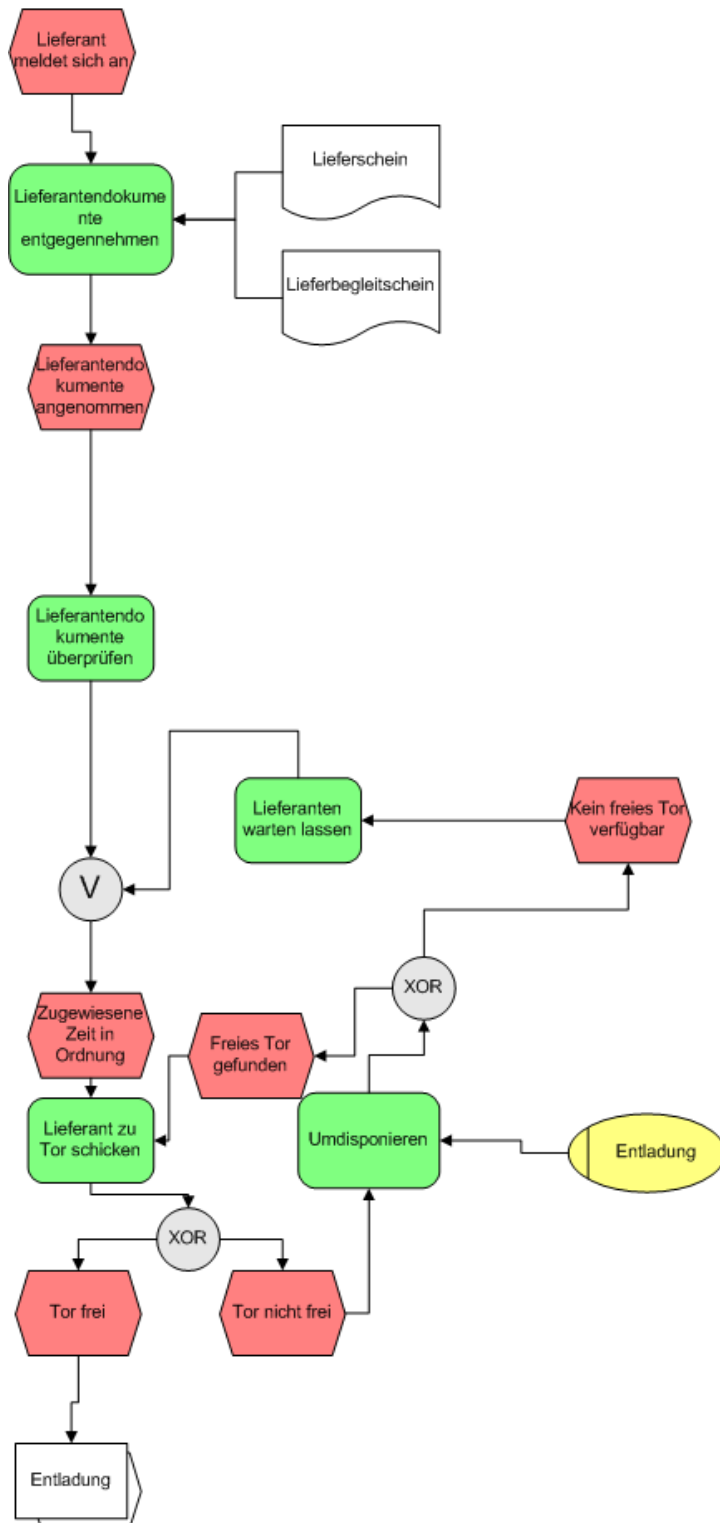 Lieferant
meldet sich an
Lieferschein
Lieferantendokume
nte
entgegennehmen
Lieferbegleitschein
Lieferantendo
kumente
angenommen
Lieferantendo
kumente
überprüfen
Lieferanten
warten lassen
Kein freies Tor
verfügbar
V
XOR
Zugewiesene
Zeit in
Ordnung
Freies Tor
gefunden
Lieferant zu
Tor schicken
Umdisponieren
Entladung
XOR
Tor frei
Tor nicht frei
Entladung